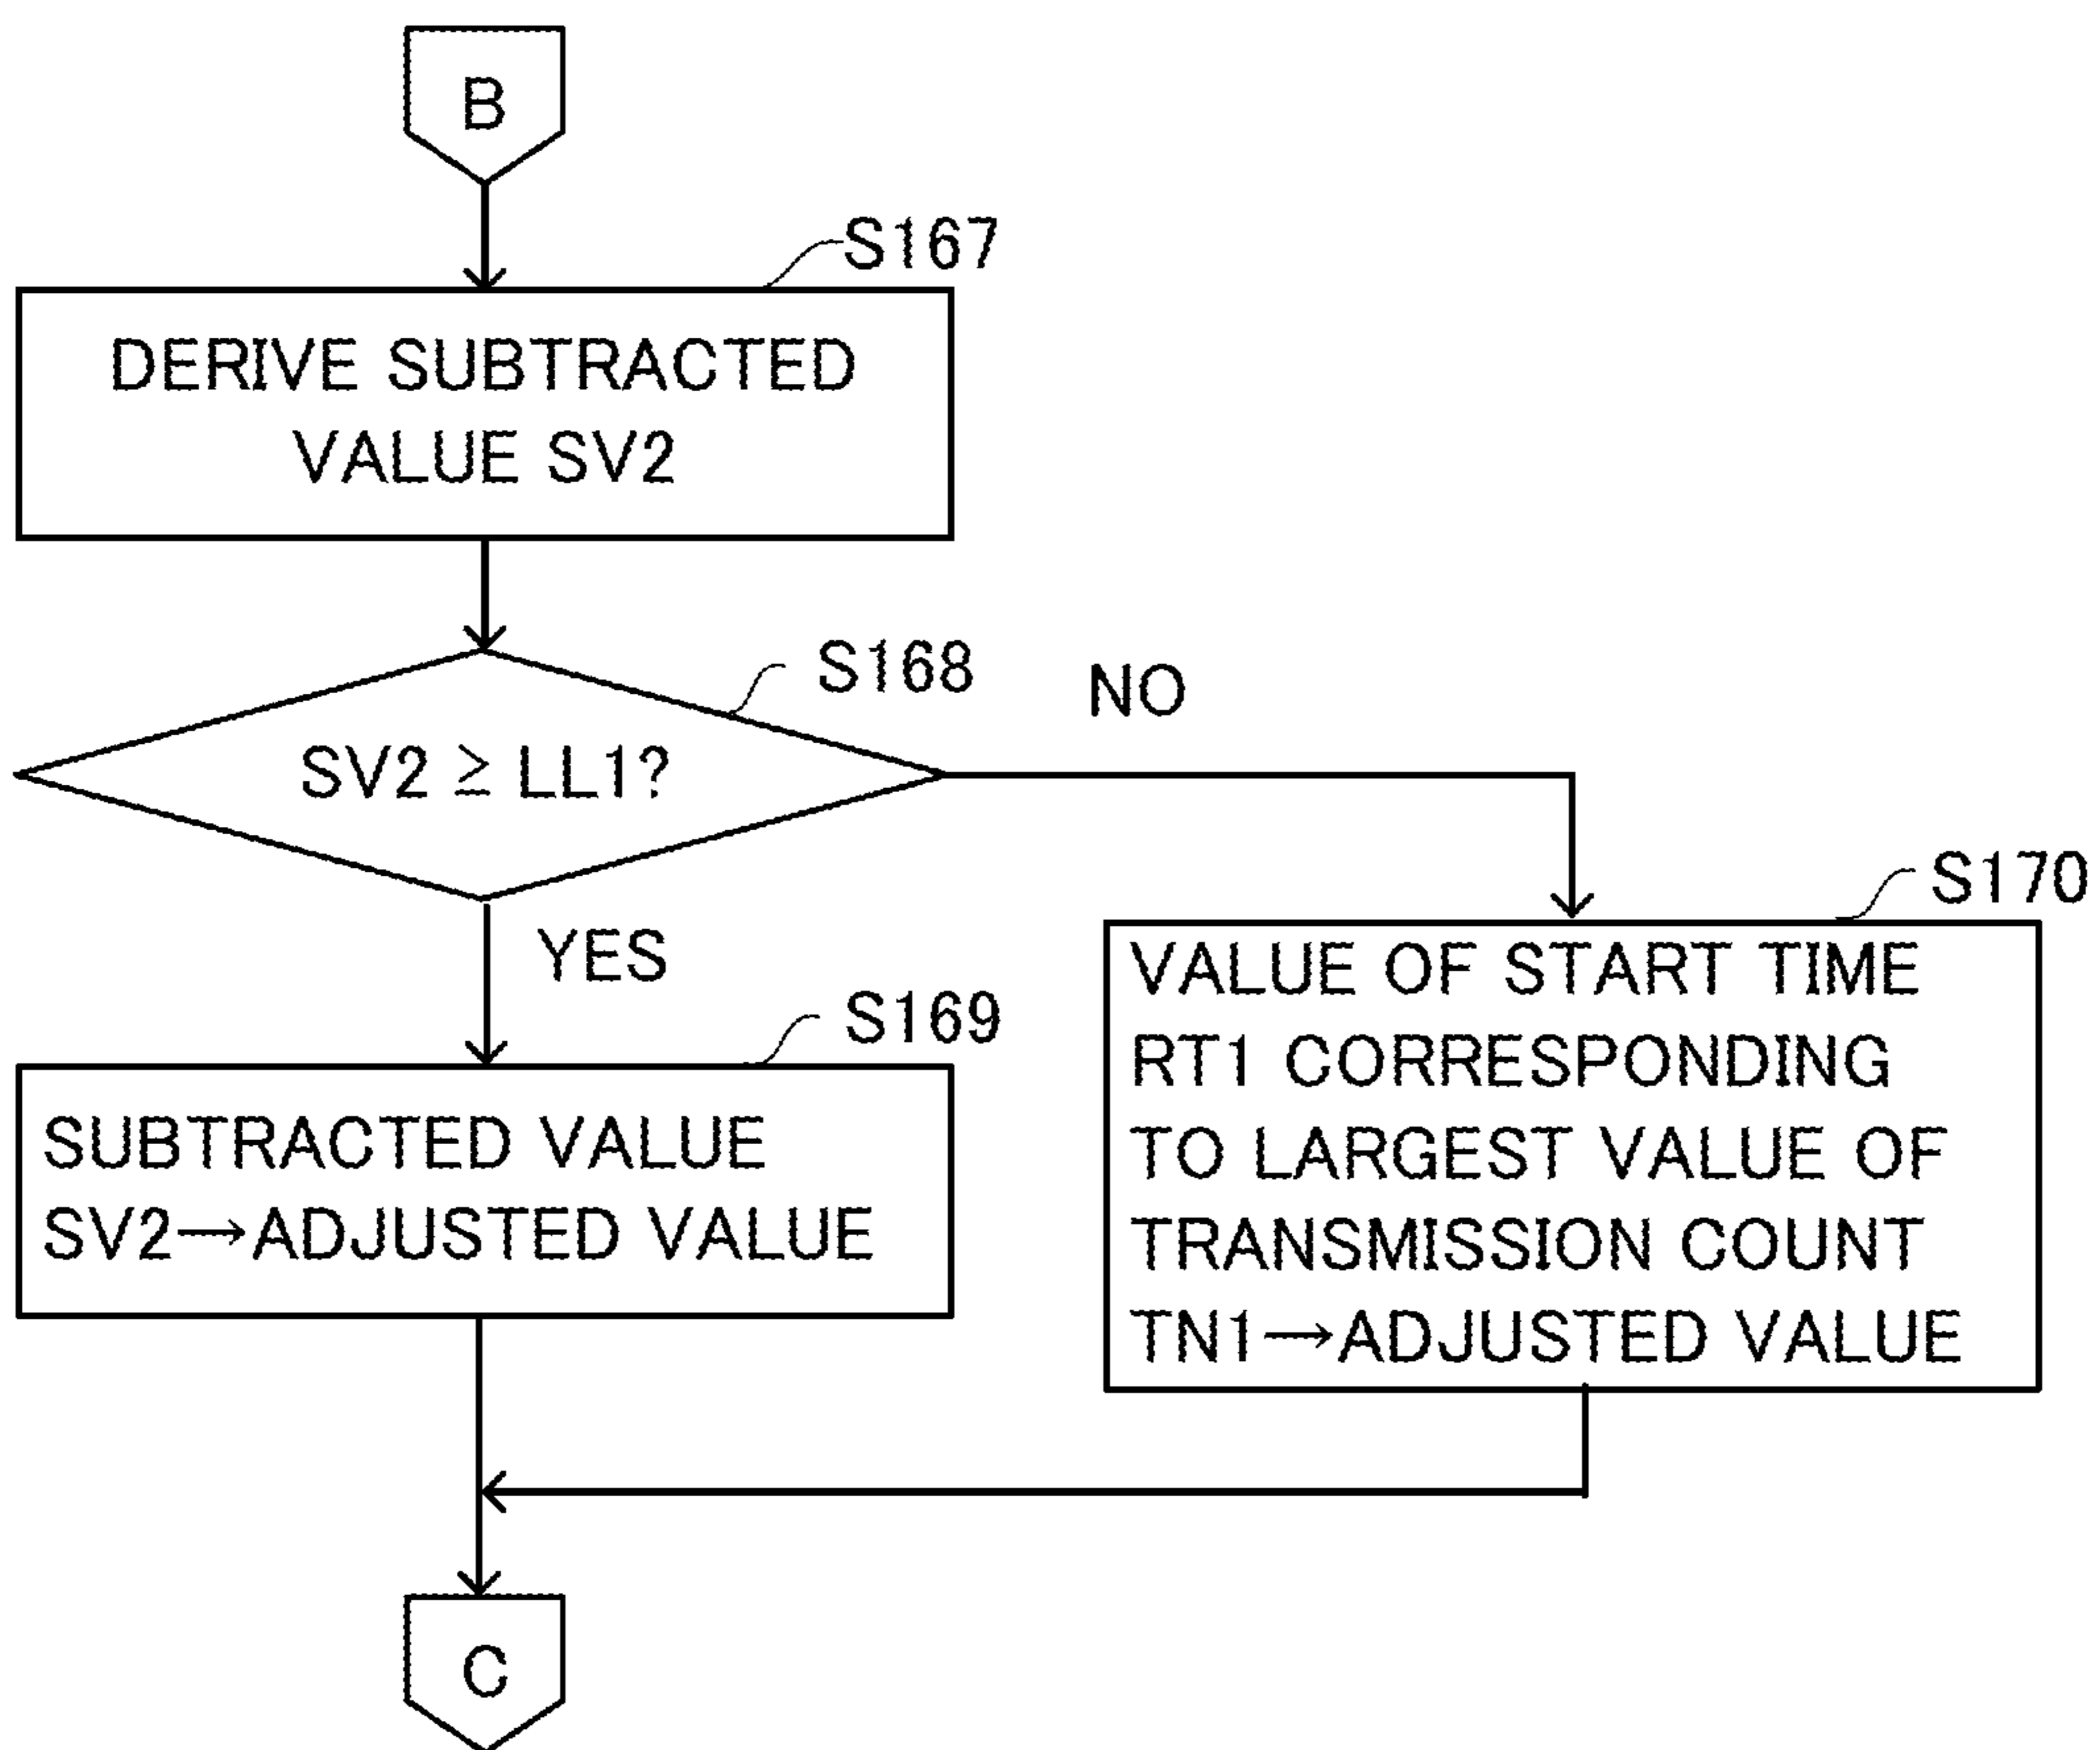 B
S167
DERIVE SUBTRACTED
VALUE SV2
S168
NO
SV2 ≧ LL1?
YES
S169
SUBTRACTED VALUE
SV2→ADJUSTED VALUE
S170
VALUE OF START TIME
RT1 CORRESPONDING
TO LARGEST VALUE OF
TRANSMISSION COUNT
TN1→ADJUSTED VALUE
C